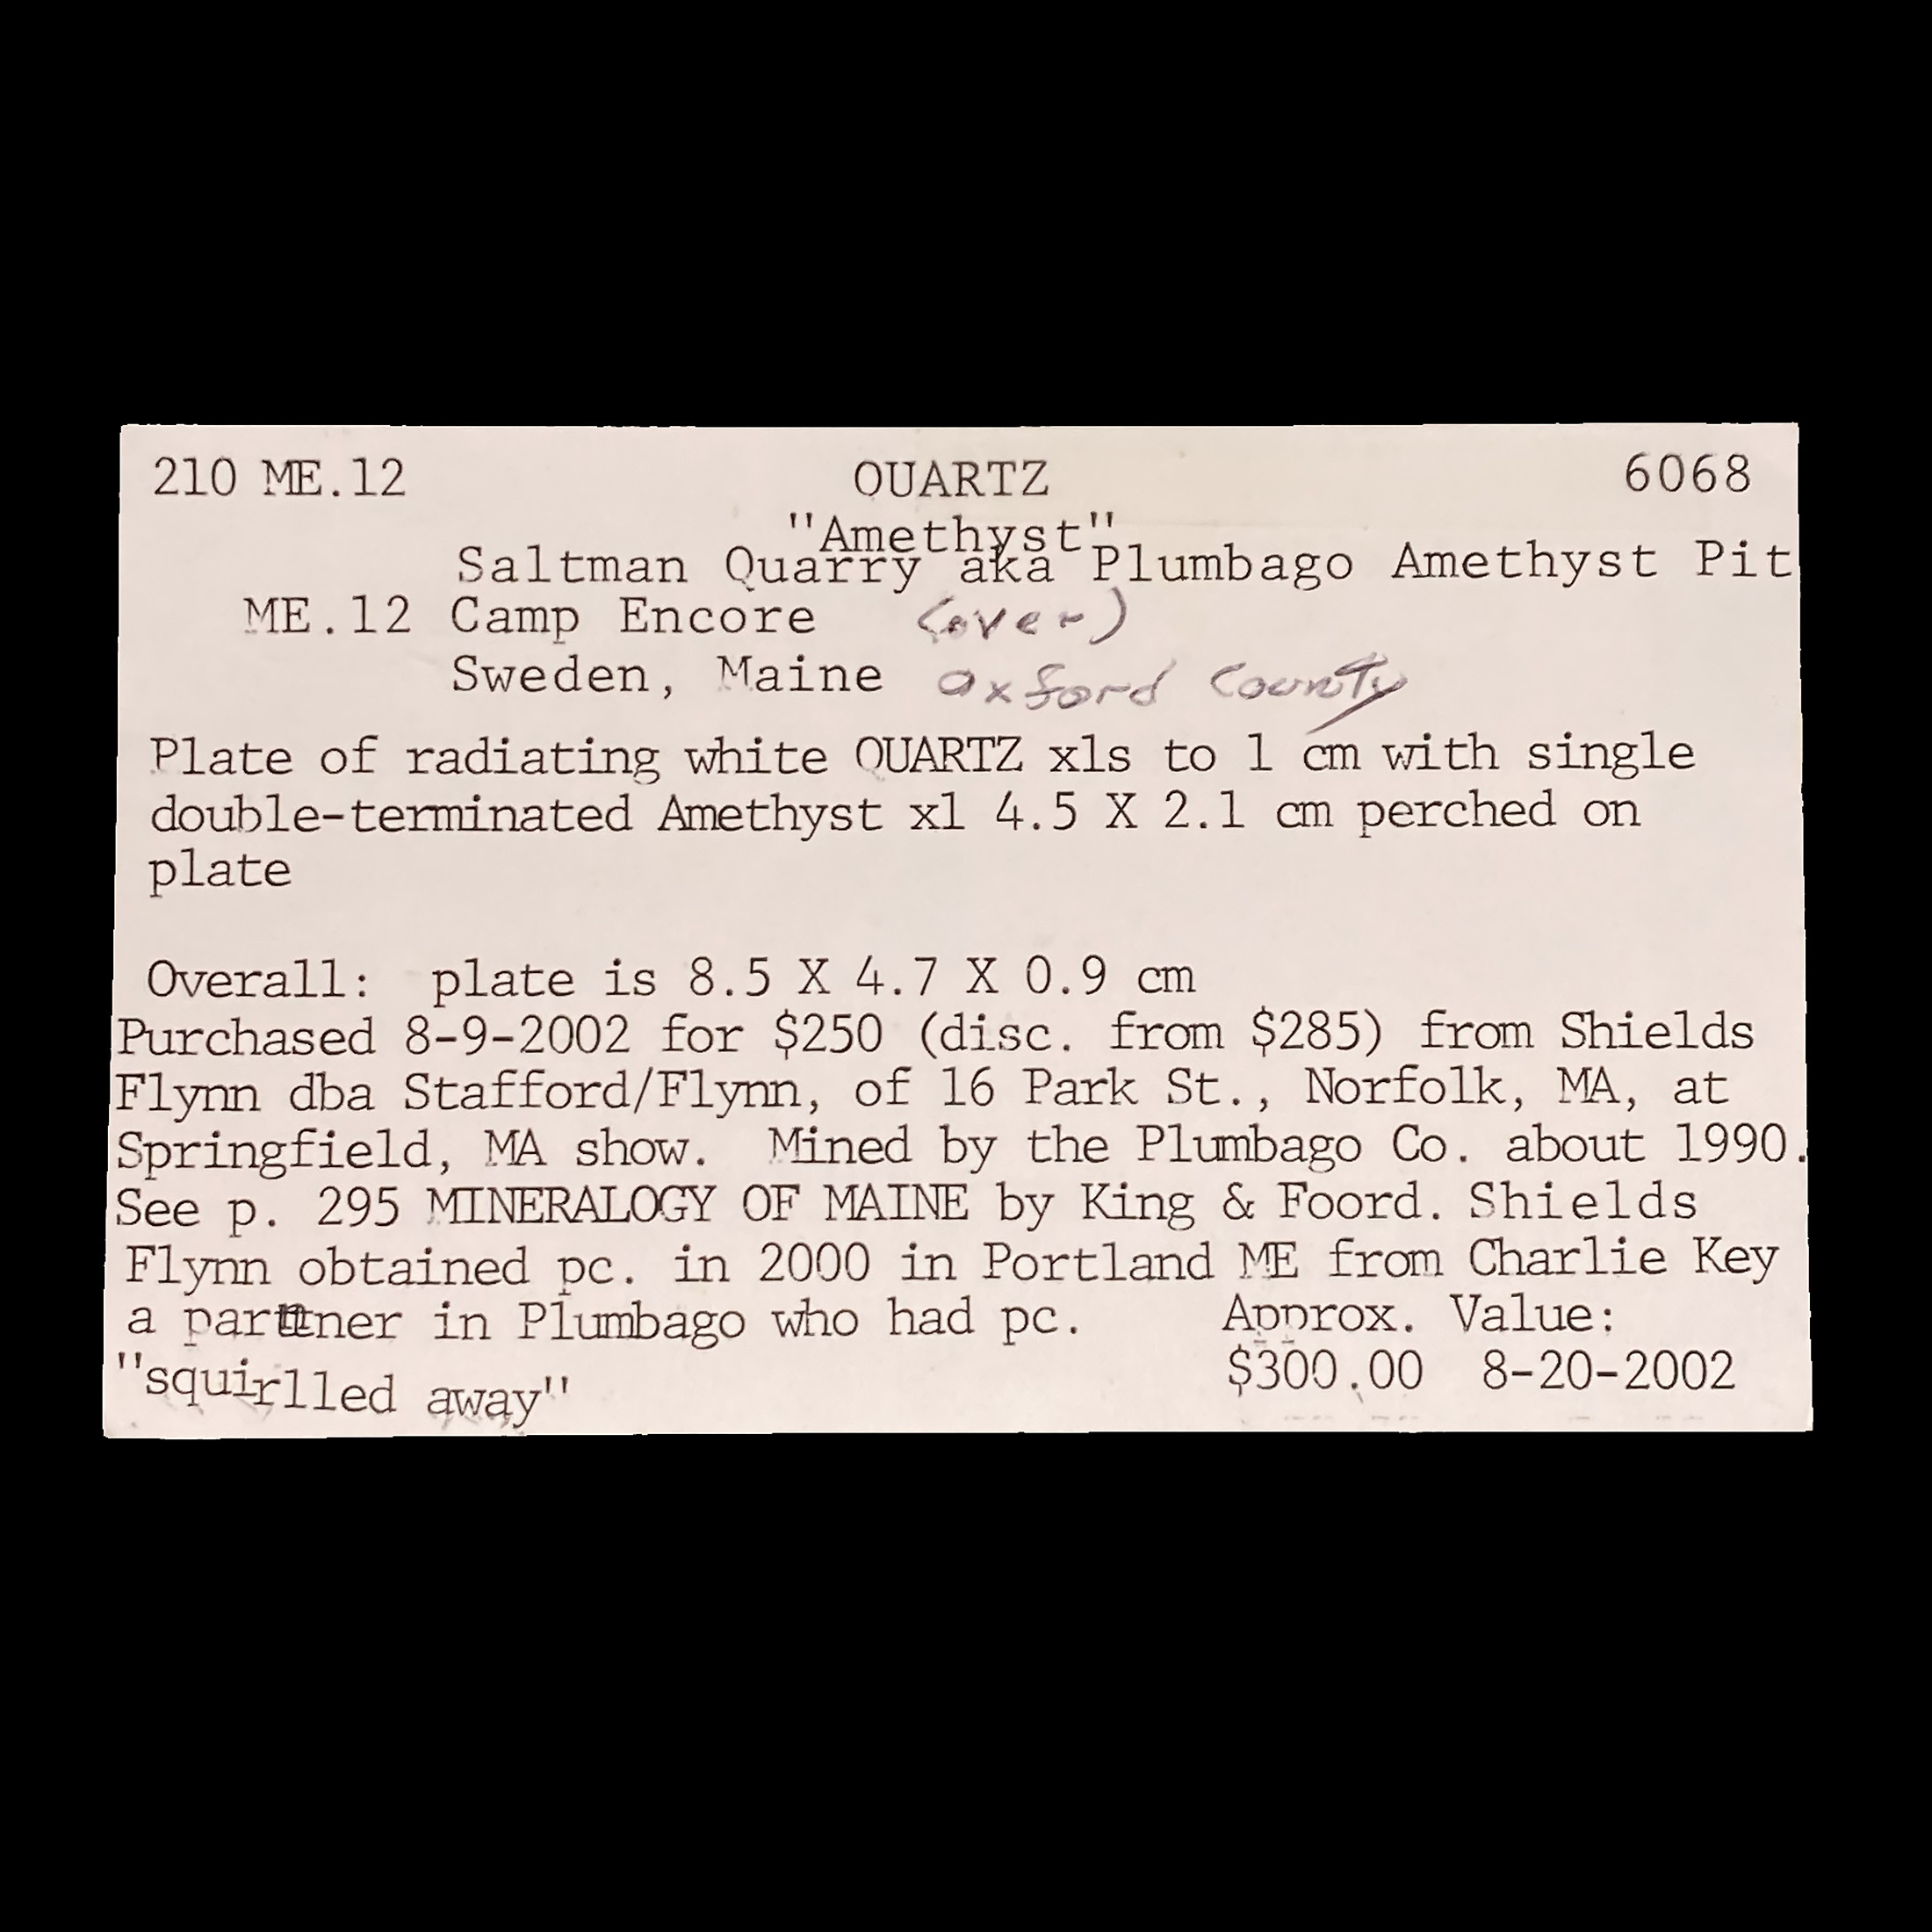 210 ME.12 QUARTZ 6068
"Amethyst"
Saltman Quarry aka Plumbago Amethyst Pit
ME.12 Camp Encore (over)
Sweden, Maine Oxford County
Plate of radiating white QUARTZ xls to 1 cm with single
double-terminated Amethyst xl 4.5 X 2.1 cm perched on
plate
Overall: plate is 8.5 X 4.7 X 0.9 cm
Purchased 8-9-2002 for $250 (disc. from $285) from Shields
Flynn dba Stafford/Flynn, of 16 Park St., Norfolk, MA, at
Springfield, MA show. Mined by the Plumbago Co. about 1990.
See p. 295 MINERALOGY OF MAINE by King & Foord. Shields
Flynn obtained pc. in 2000 in Portland ME from Charlie Key
a partner in Plumbago who had pc. Approx. Value:
"squirlled away" $300.00 8-20-2002